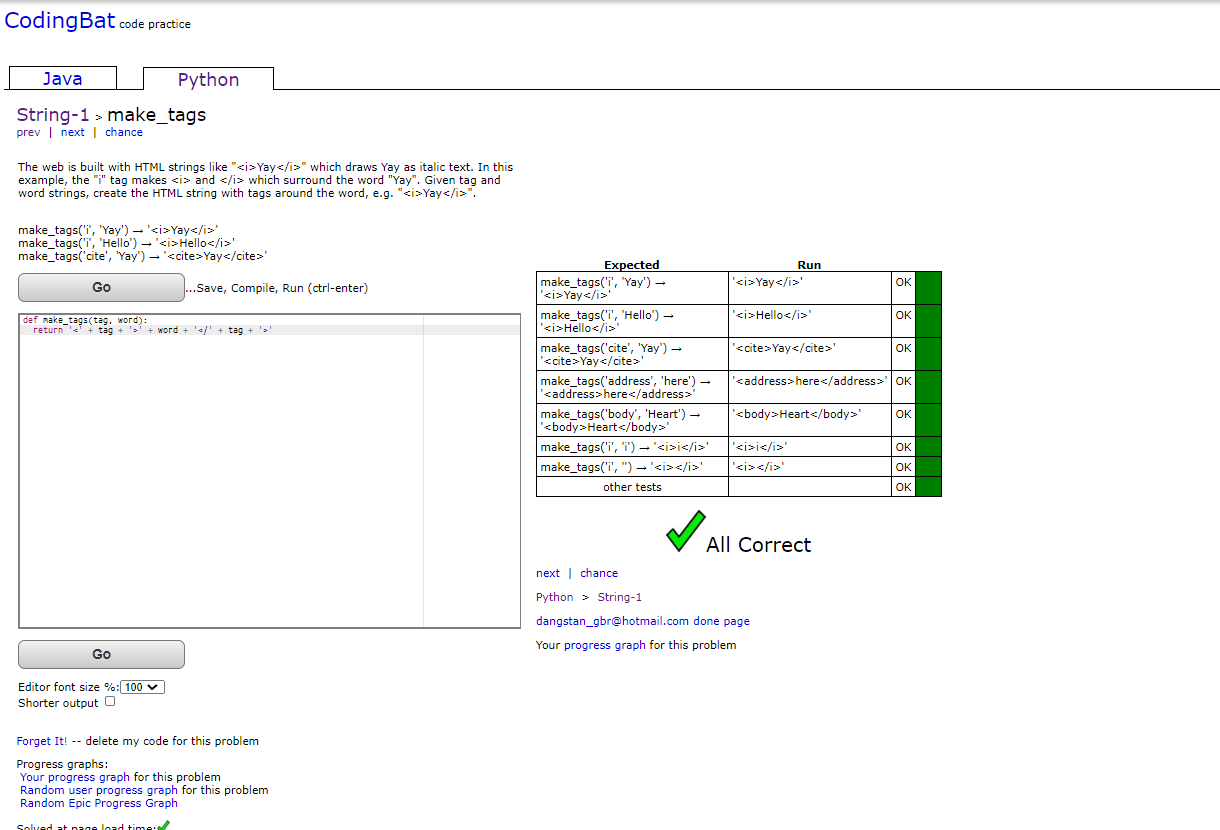 CodingBat code practice
Java
Python
String-1 > make_tags
prev | next | chance
The web is built with HTML strings like "<i>Yay</i>" which draws Yay as italic text. In this
example, the "i" tag makes <i> and </i> which surround the word "Yay". Given tag and
word strings, create the HTML string with tags around the word, e.g. "<i>Yay</i>".
make_tags('i', 'Yay') → '<i>Yay</i>'
make_tags('i', 'Hello') → '<i>Hello</i>'
make_tags('cite', 'Yay') → '<cite>Yay</cite>'
Go ...Save, Compile, Run (ctrl-enter)
def make_tags(tag, word):
return '<' + tag + '>' + word + '</' + tag + '>'
Go
Editor font size %: 100
Shorter output
Forget It! -- delete my code for this problem
Progress graphs:
Your progress graph for this problem
Random user progress graph for this problem
Random Epic Progress Graph
Solved at page load time:
Expected Run
make_tags('i', 'Yay') → '<i>Yay</i>' OK
'<i>Yay</i>'
make_tags('i', 'Hello') → '<i>Hello</i>' OK
'<i>Hello</i>'
make_tags('cite', 'Yay') → '<cite>Yay</cite>' OK
'<cite>Yay</cite>'
make_tags('address', 'here') → '<address>here</address>' OK
'<address>here</address>'
make_tags('body', 'Heart') → '<body>Heart</body>' OK
'<body>Heart</body>'
make_tags('i', 'i') → '<i>i</i>' '<i>i</i>' OK
make_tags('i', '') → '<i></i>' '<i></i>' OK
other tests OK
All Correct
next | chance
Python > String-1
dangstan_gbr@hotmail.com done page
Your progress graph for this problem